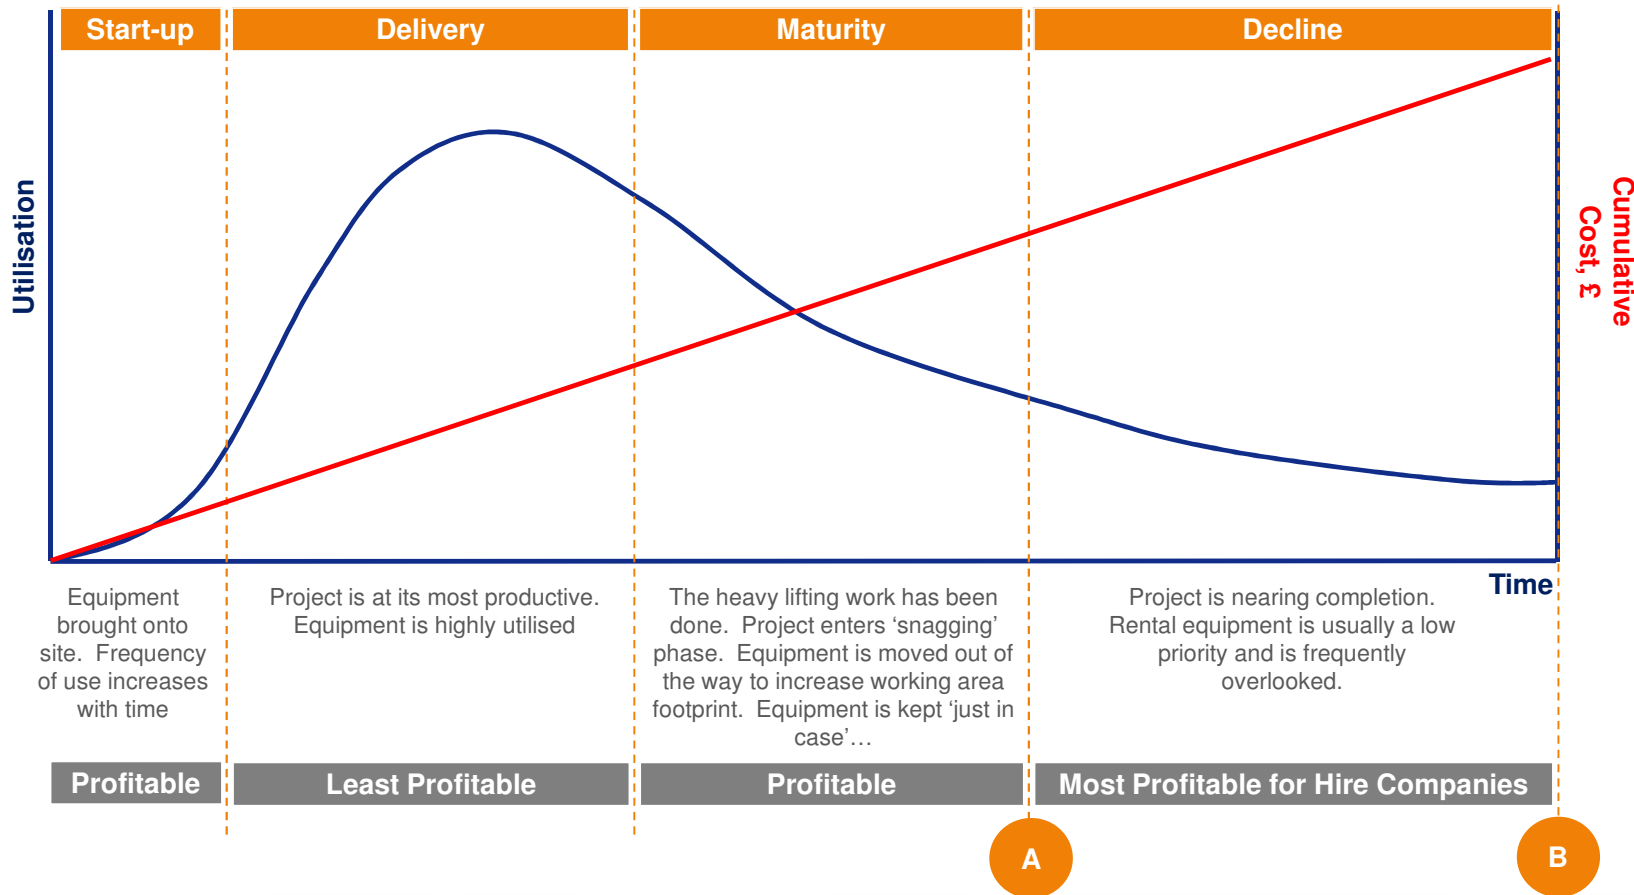 Start-up
Delivery
Maturity
Decline
Utilisation
Cumulative
Cost, £
Time
Equipment
brought onto
site.  Frequency
of use increases
with time
Project is at its most productive.
Equipment is highly utilised
The heavy lifting work has been
done.  Project enters ‘snagging’
phase.  Equipment is moved out of
the way to increase working area
footprint.  Equipment is kept ‘just in
case’…
Project is nearing completion.
Rental equipment is usually a low
priority and is frequently
overlooked.
Profitable
Least Profitable
Profitable
Most Profitable for Hire Companies
A
B